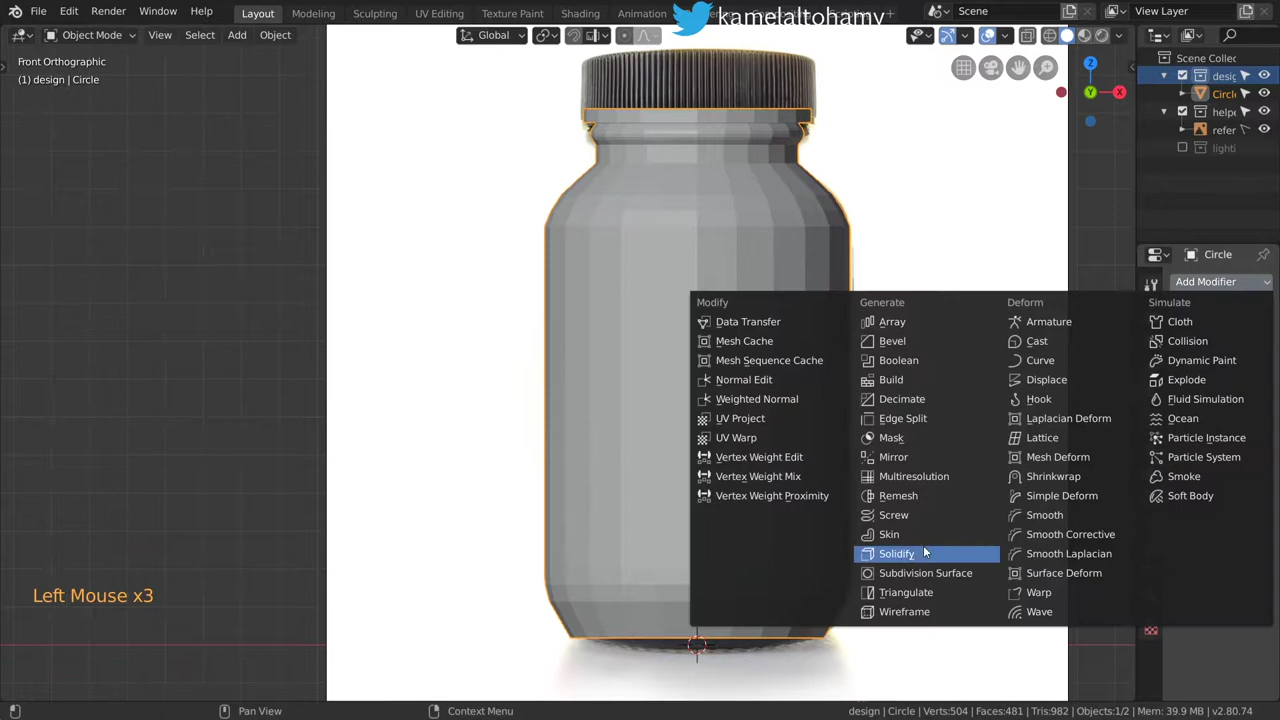 File Edit Render Window Help Layout Modeling Sculpting UV Editing Texture Paint Shading Animation Scene View Layer
kamelaltohamy
Object Mode View Select Add Object Global
Orthographic
(1) design | Circle
Z
Y
X
Scene Collec
desig
Circle
helpe
refer
lighti
Circle
Add Modifier
Modify
Data Transfer
Mesh Cache
Mesh Sequence Cache
Normal Edit
Weighted Normal
UV Project
UV Warp
Vertex Weight Edit
Vertex Weight Mix
Vertex Weight Proximity
Generate
Array
Bevel
Boolean
Build
Decimate
Edge Split
Mask
Mirror
Multiresolution
Remesh
Screw
Skin
Solidify
Subdivision Surface
Triangulate
Wireframe
Deform
Armature
Cast
Curve
Displace
Hook
Laplacian Deform
Lattice
Mesh Deform
Shrinkwrap
Simple Deform
Smooth
Smooth Corrective
Smooth Laplacian
Surface Deform
Warp
Wave
Simulate
Cloth
Collision
Dynamic Paint
Explode
Fluid Simulation
Ocean
Particle Instance
Particle System
Smoke
Soft Body
Left Mouse x3
Pan View Context Menu design | Circle | Verts:504 | Faces:481 | Tris:982 | Objects:1/2 | Mem: 39.9 MB | v2.80.74